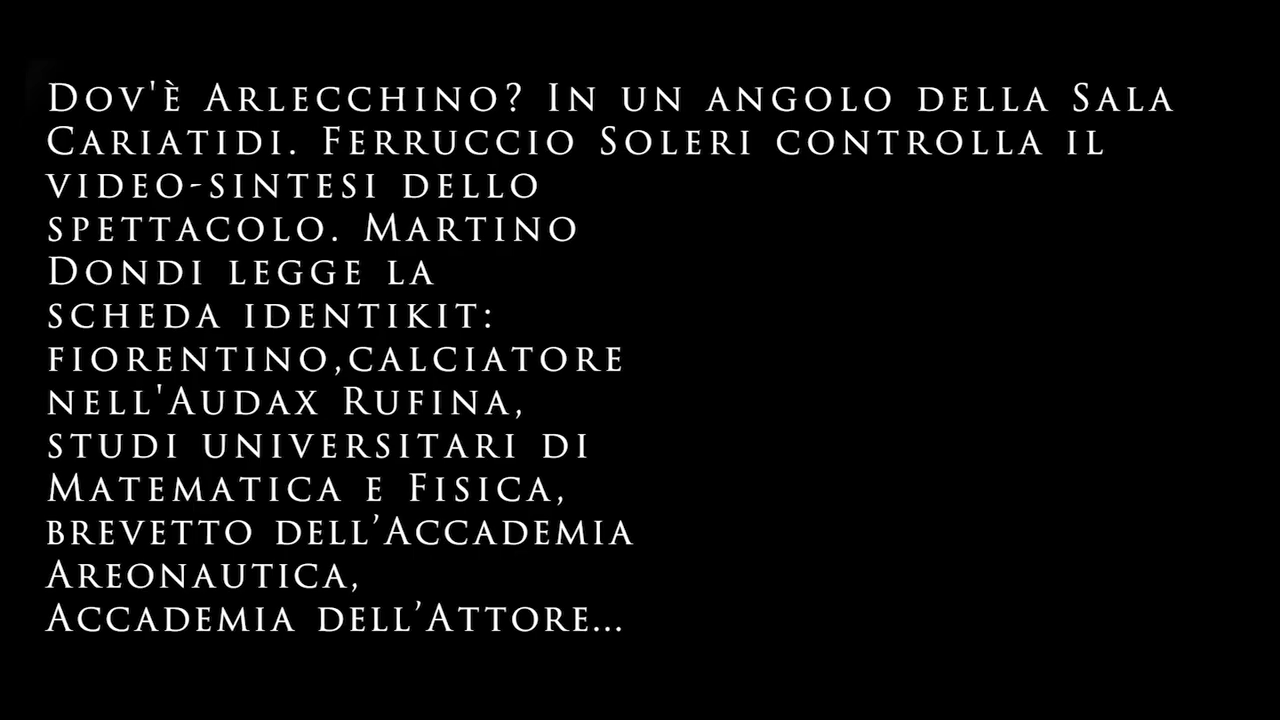 Dov'è Arlecchino? In un angolo della Sala
Cariatidi. Ferruccio Soleri controlla il
video-sintesi dello
spettacolo. Martino
Dondi legge la
scheda identikit:
fiorentino,calciatore
nell'Audax Rufina,
studi universitari di
Matematica e Fisica,
brevetto dell’Accademia
Areonautica,
Accademia dell’Attore...